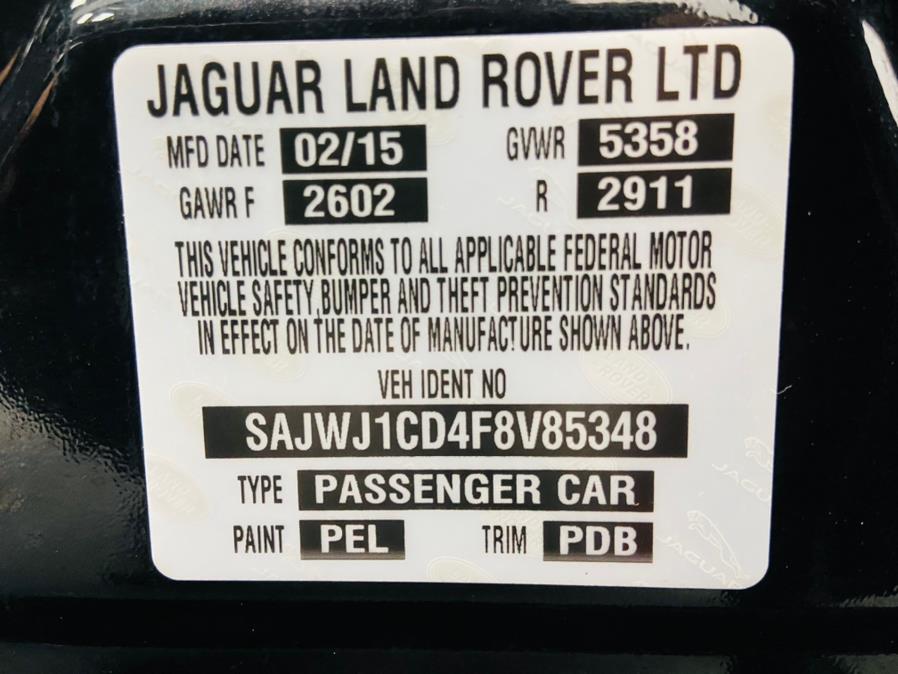 JAGUAR LAND ROVER LTD
MFD DATE 02/15 GVWR 5358
GAWR F 2602 R 2911
THIS VEHICLE CONFORMS TO ALL APPLICABLE FEDERAL MOTOR
VEHICLE SAFETY,BUMPER AND THEFT PREVENTION STANDARDS
IN EFFECT ON THE DATE OF MANUFACTURE SHOWN ABOVE.
VEH IDENT NO
SAJWJ1CD4F8V85348
TYPE PASSENGER CAR
PAINT PEL TRIM PDB